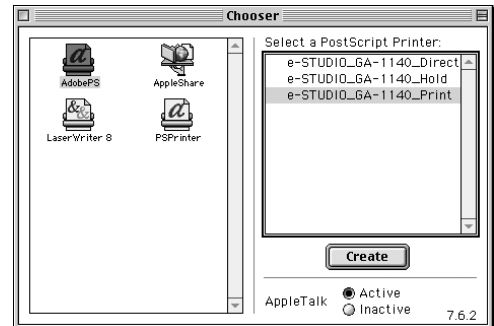 Chooser
AdobePS
AppleShare
LaserWriter 8
PSPrinter
Select a PostScript Printer:
e-STUDIO_GA-1140_Direct
e-STUDIO_GA-1140_Hold
e-STUDIO_GA-1140_Print
Create
AppleTalk
Active
Inactive
7.6.2